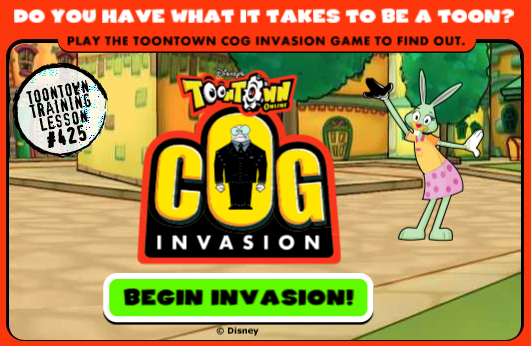 DO YOU HAVE WHAT IT TAKES TO BE A TOON?
PLAY THE TOONTOWN COG INVASION GAME TO FIND OUT.
TOONTOWN
TRAINING
LESSON
#425
Disney's
TOONTOWN
ONLINE
COG
INVASION
BEGIN INVASION!
© Disney